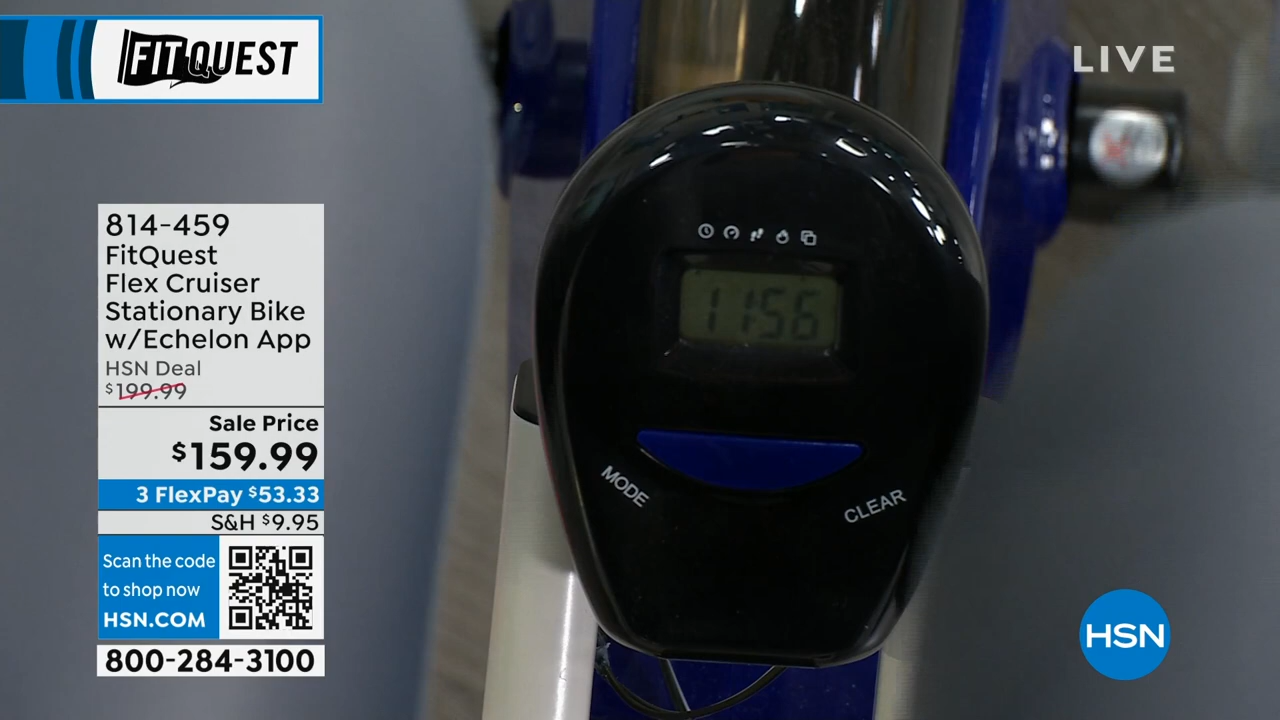 FITQUEST
LIVE
814-459
FitQuest
Flex Cruiser
Stationary Bike
w/Echelon App
HSN Deal
$199.99
Sale Price
$159.99
3 FlexPay $53.33
S&H $9.95
Scan the code
to shop now
HSN.COM
800-284-3100
11:56
MODE
CLEAR
HSN